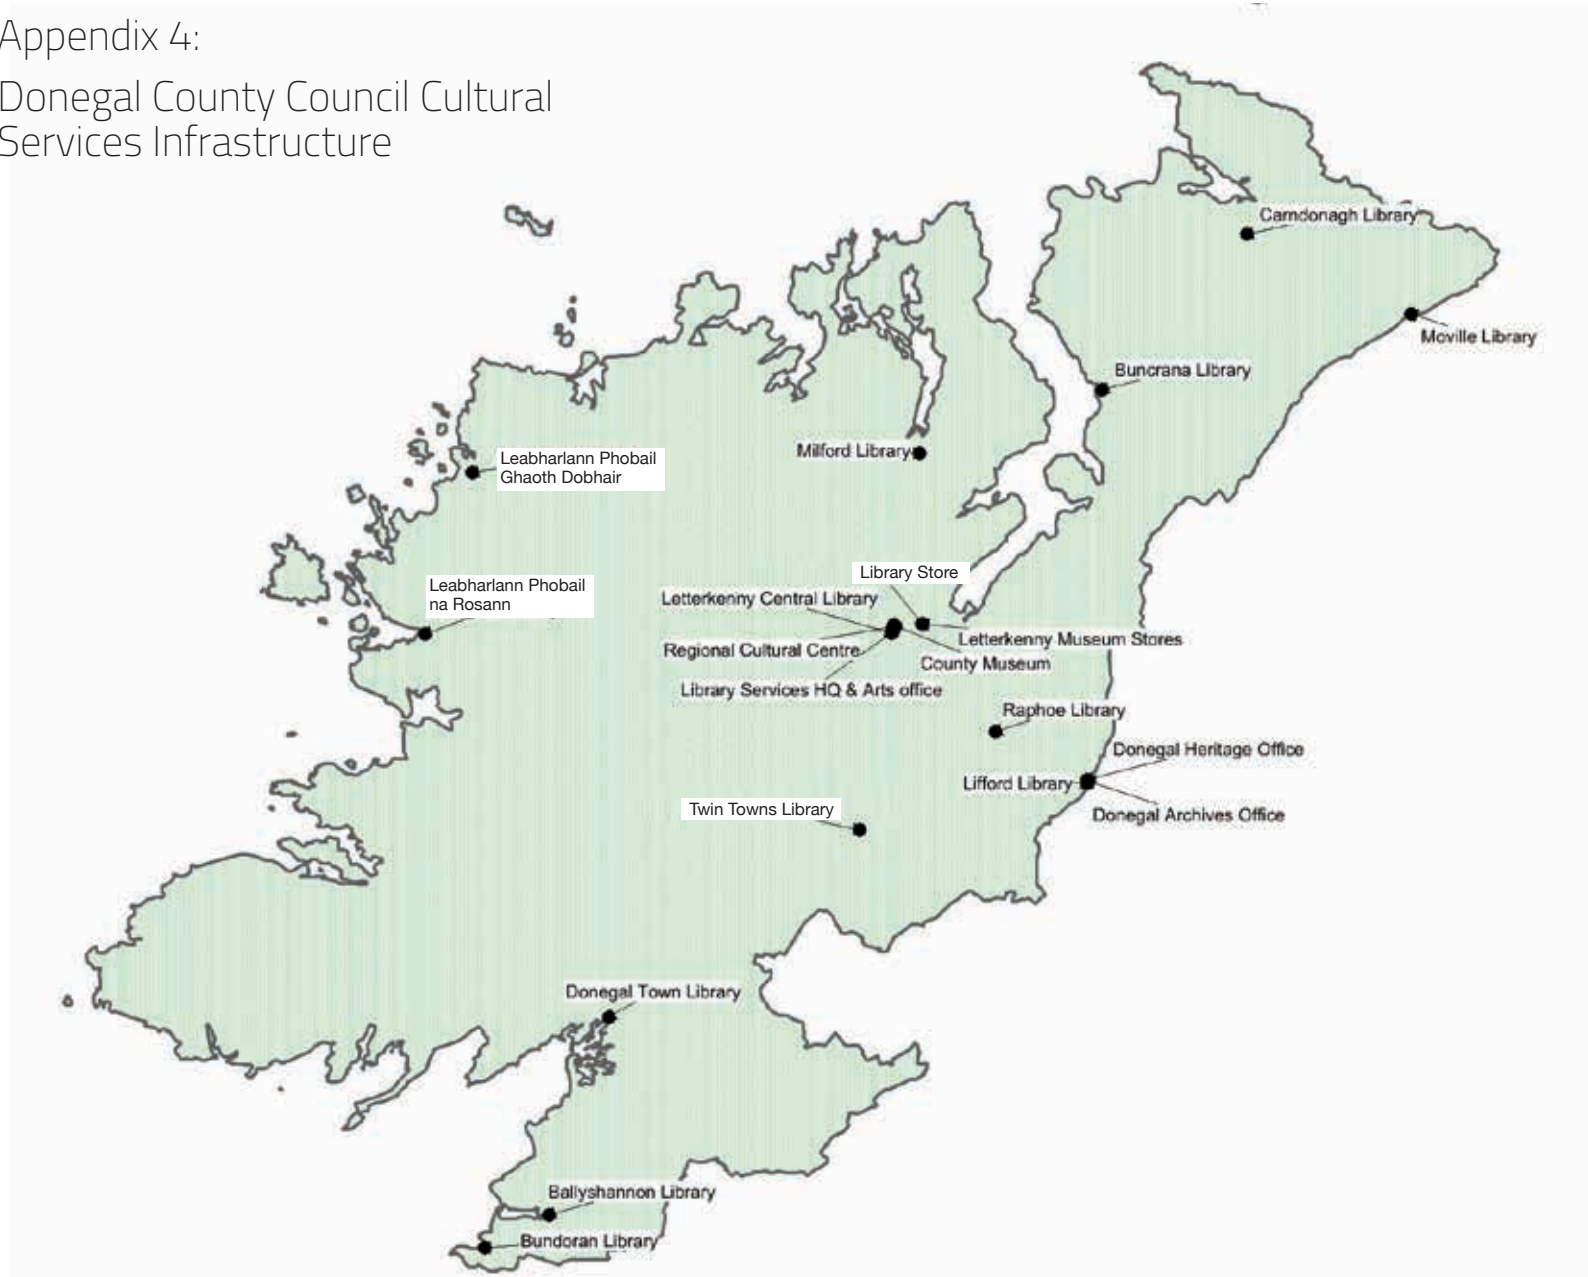 Appendix 4:
Donegal County Council Cultural
Services Infrastructure
Carndonagh Library
Moville Library
Buncrana Library
Milford Library
Leabharlann Phobail
Ghaoth Dobhair
Library Store
Leabharlann Phobail
na Rosann
Letterkenny Central Library
Letterkenny Museum Stores
Regional Cultural Centre
County Museum
Library Services HQ & Arts office
Raphoe Library
Donegal Heritage Office
Lifford Library
Twin Towns Library
Donegal Archives Office
Donegal Town Library
Ballyshannon Library
Bundoran Library